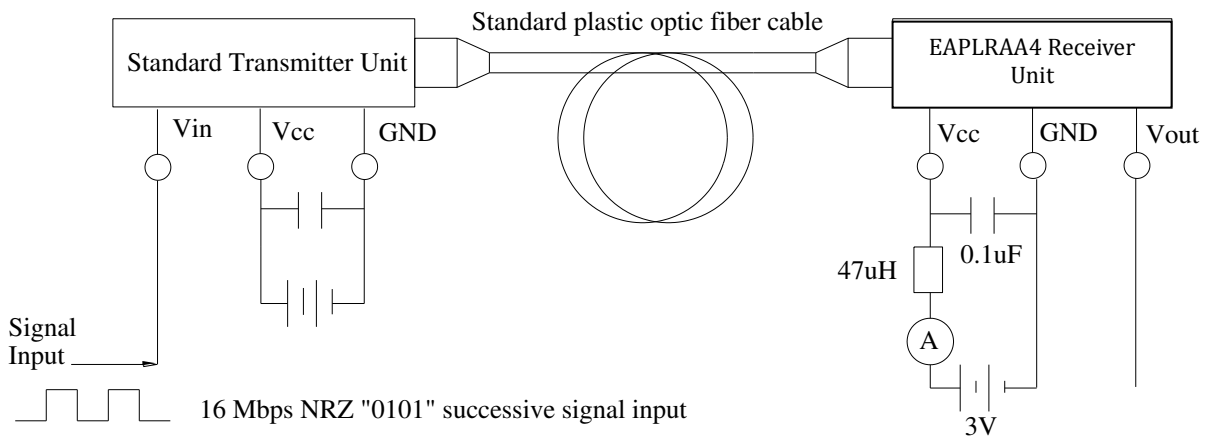 Standard plastic optic fiber cable
Standard Transmitter Unit
EAPLRAA4 Receiver
Unit
Vin
Vcc
GND
Vcc
GND
Vout
0.1uF
47uH
A
Signal
Input
3V
16 Mbps NRZ "0101" successive signal input